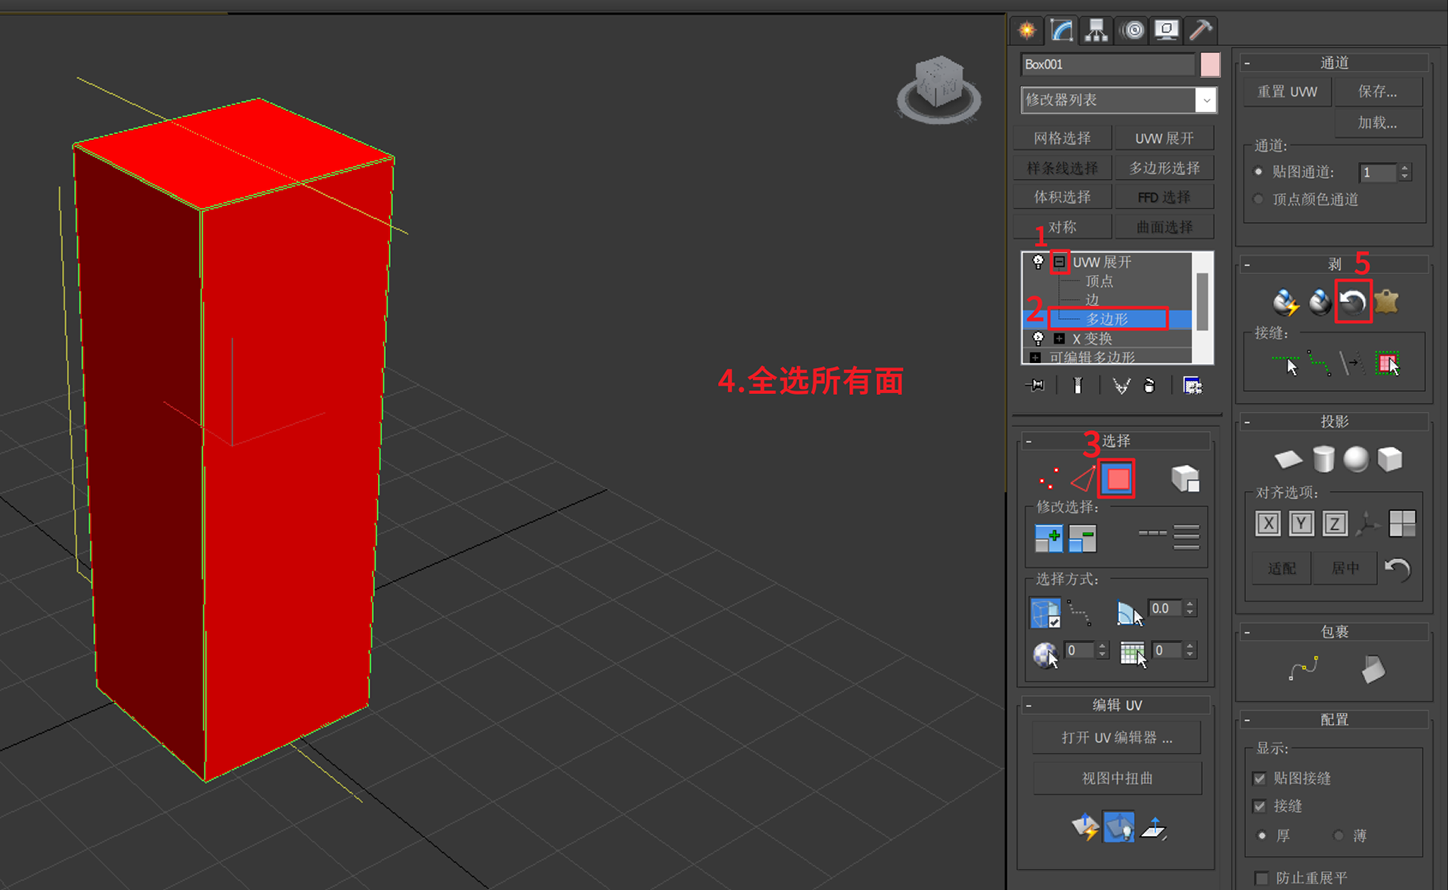 4.全选所有面
Box001
修改器列表
网格选择
UVW 展开
样条线选择
多边形选择
体积选择
FFD 选择
对称
曲面选择
1
UVW 展开
顶点
边
2
多边形
X 变换
可编辑多边形
3
- 选择
修改选择:
选择方式:
0.0
0
0
- 编辑 UV
打开 UV 编辑器 ...
视图中扭曲
- 通道
重置 UVW
保存...
加载...
通道:
贴图通道:
1
顶点颜色通道
- 剥
5
接缝:
- 投影
对齐选项:
X Y Z
适配
居中
- 包裹
- 配置
显示:
贴图接缝
接缝
厚
薄
防止重展平